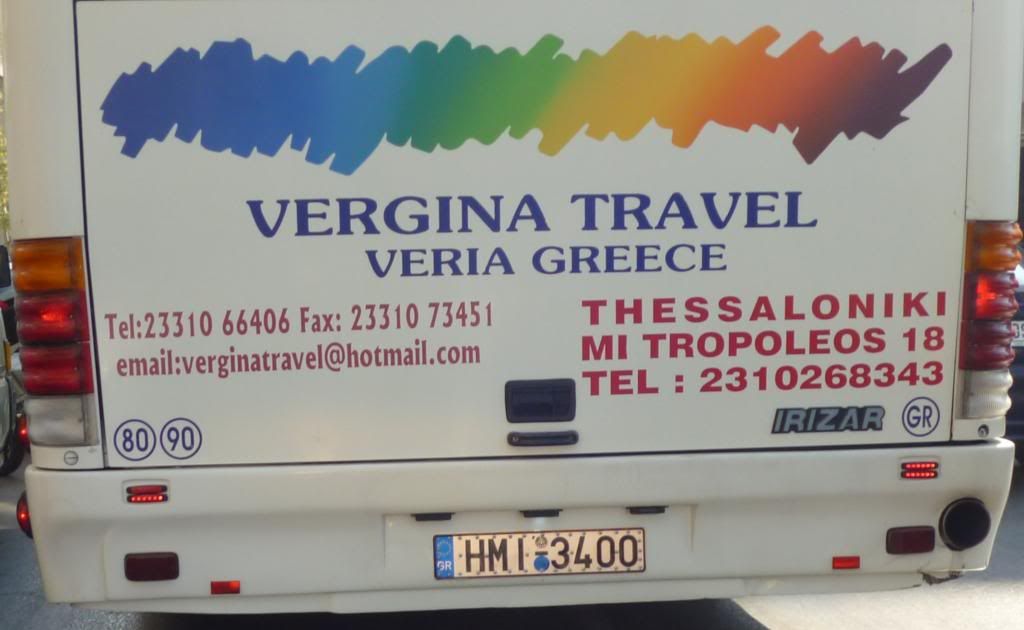 VERGINA TRAVEL
VERIA GREECE
Tel:23310 66406 Fax: 23310 73451
email:verginatravel@hotmail.com
THESSALONIKI
MI TROPOLEOS 18
TEL : 2310268343
80 90
IRIZAR GR
GR HMI-3400